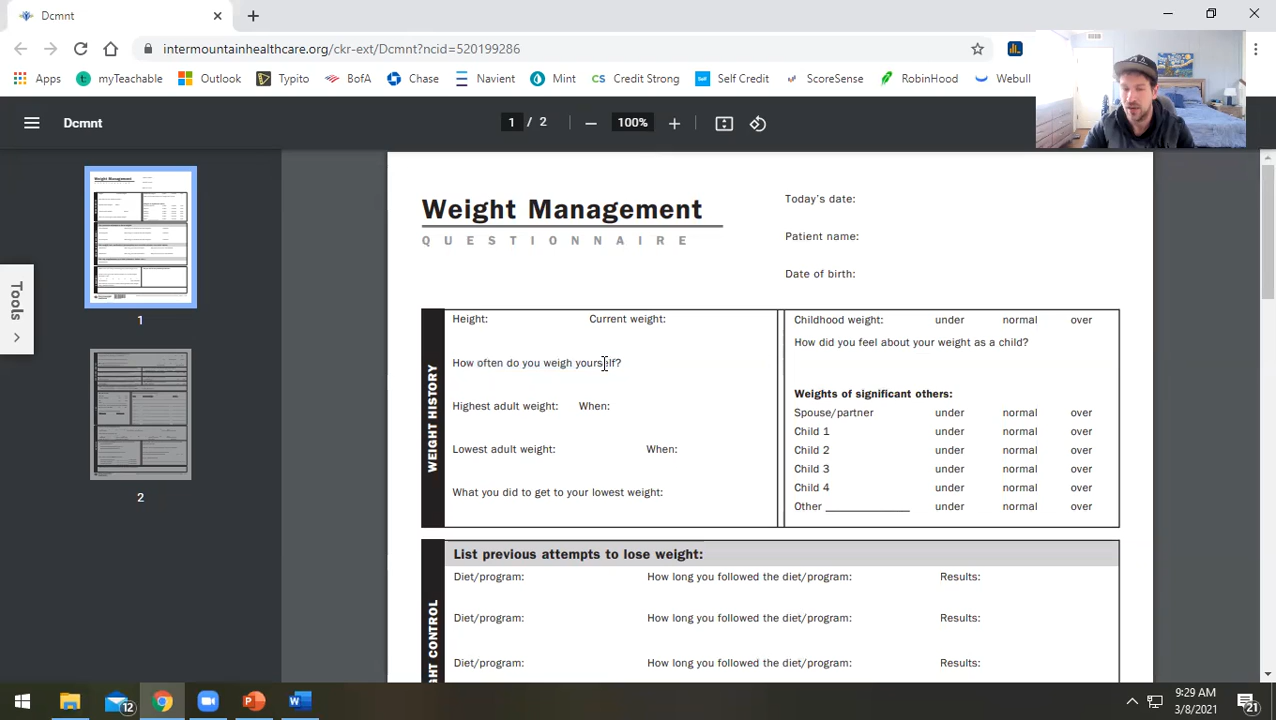 Dcmnt
intermountainhealthcare.org/ckr-ext/Dcmnt?ncid=520199286
Apps myTeachable Outlook Typito BofA Chase Navient Mint CS Credit Strong Self Credit ScoreSense RobinHood Webull
Dcmnt 1 / 2 100%
Weight Management
QUESTIONNAIRE
Today's date:
Patient name:
Date of birth:
Tools
1
2
WEIGHT HISTORY
Height: Current weight:
How often do you weigh yourself?
Highest adult weight: When:
Lowest adult weight: When:
What you did to get to your lowest weight:
Childhood weight: under normal over
How did you feel about your weight as a child?
Weights of significant others:
Spouse/partner under normal over
Child 1 under normal over
Child 2 under normal over
Child 3 under normal over
Child 4 under normal over
Other ____________ under normal over
GHT CONTROL
List previous attempts to lose weight:
Diet/program: How long you followed the diet/program: Results:
Diet/program: How long you followed the diet/program: Results:
Diet/program: How long you followed the diet/program: Results:
12
9:29 AM
3/8/2021
21